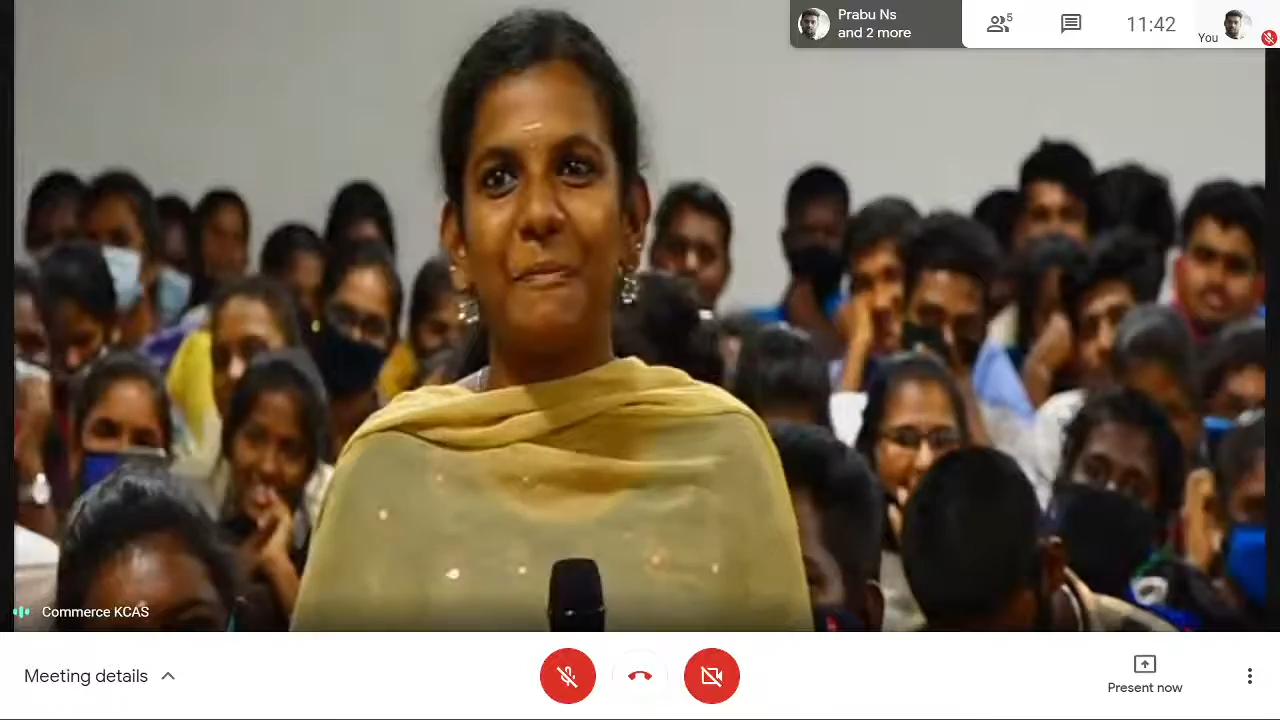 Prabu Ns
and 2 more
5
11:42
You
Commerce KCAS
Meeting details
Present now